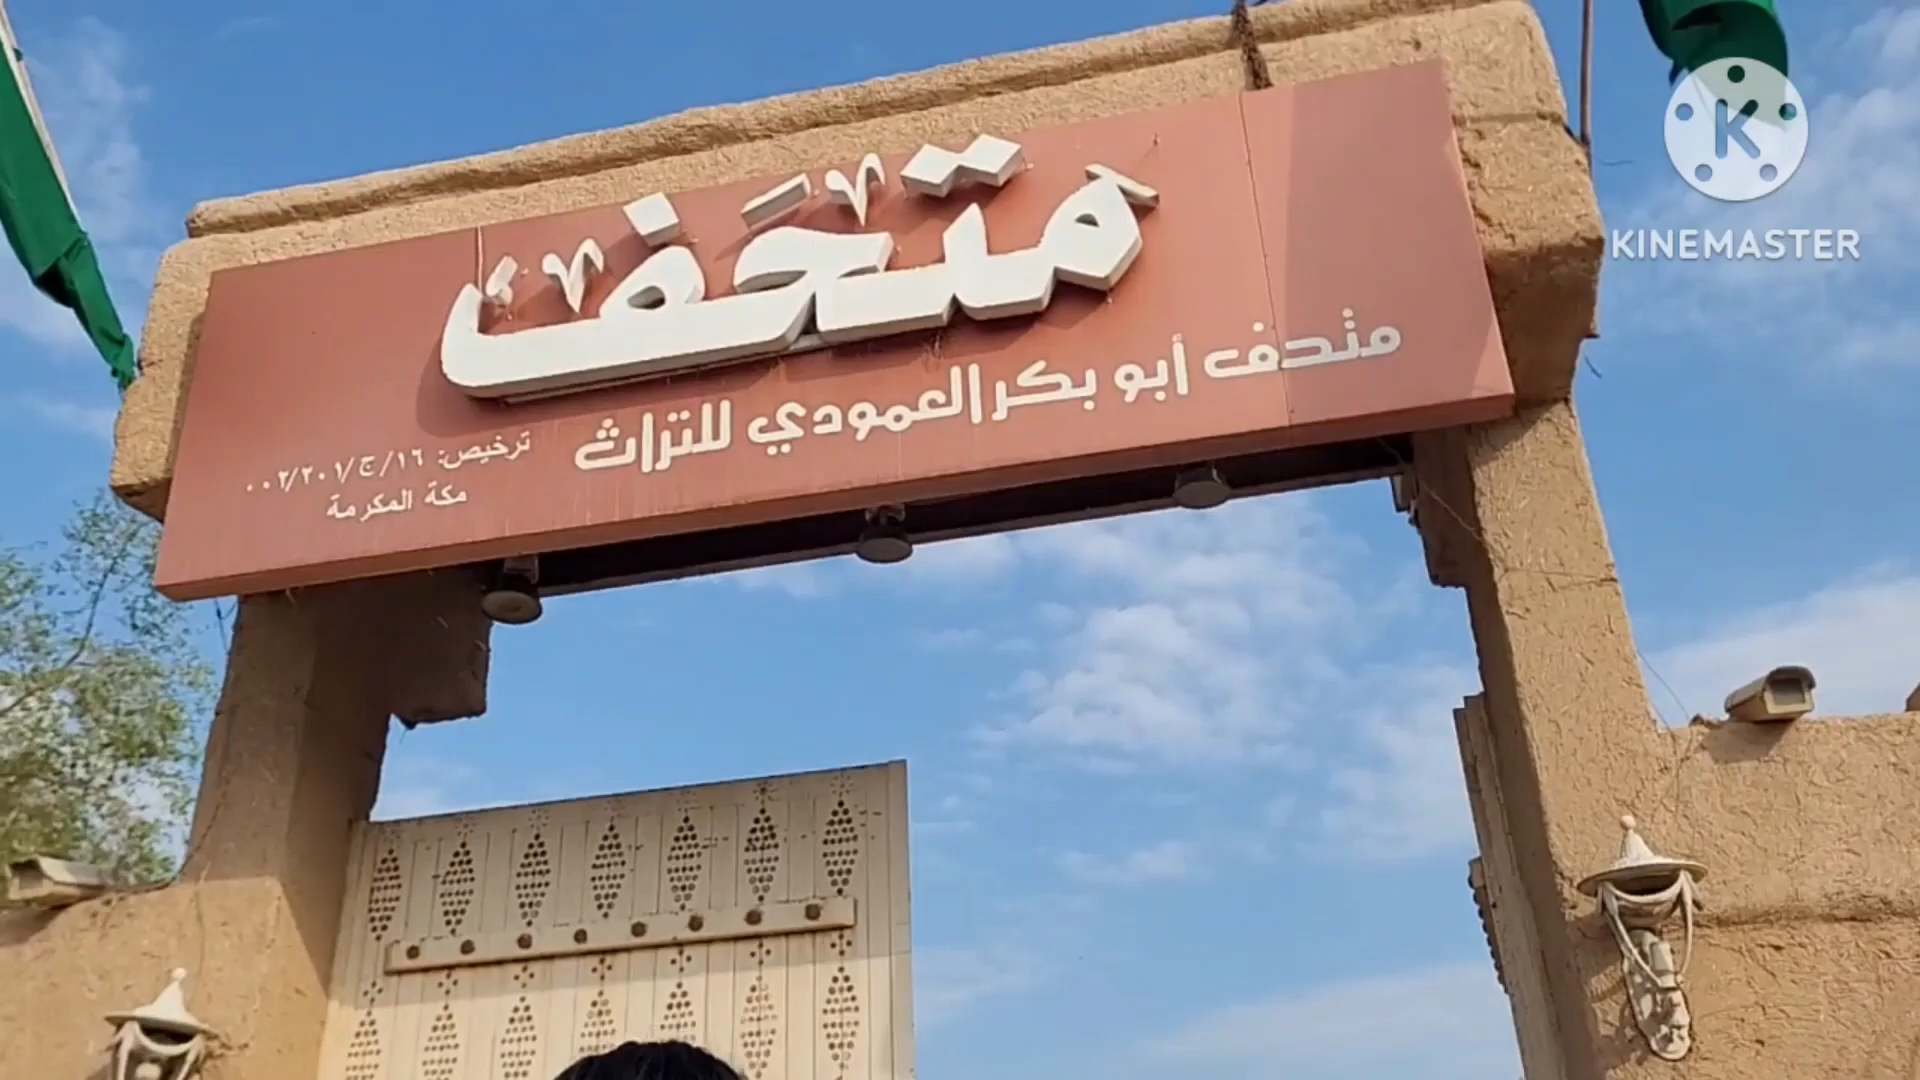 متحف
متحف أبو بكر العمودي للتراث
ترخيص: ١٦/ج/٠٠٢/٢٠١
مكة المكرمة
K
KINEMASTER